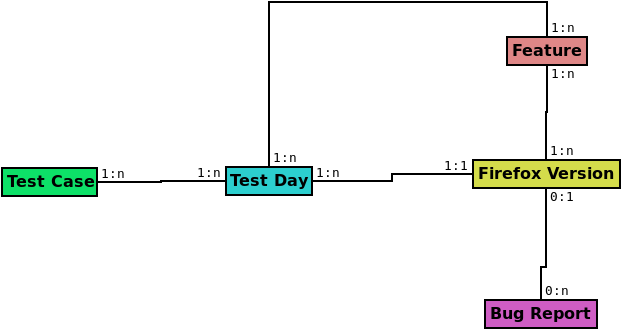 1:n
Feature
1:n
1:n
1:n
1:n
1:n
1:n
1:1
Test Case
Test Day
Firefox Version
0:1
0:n
Bug Report